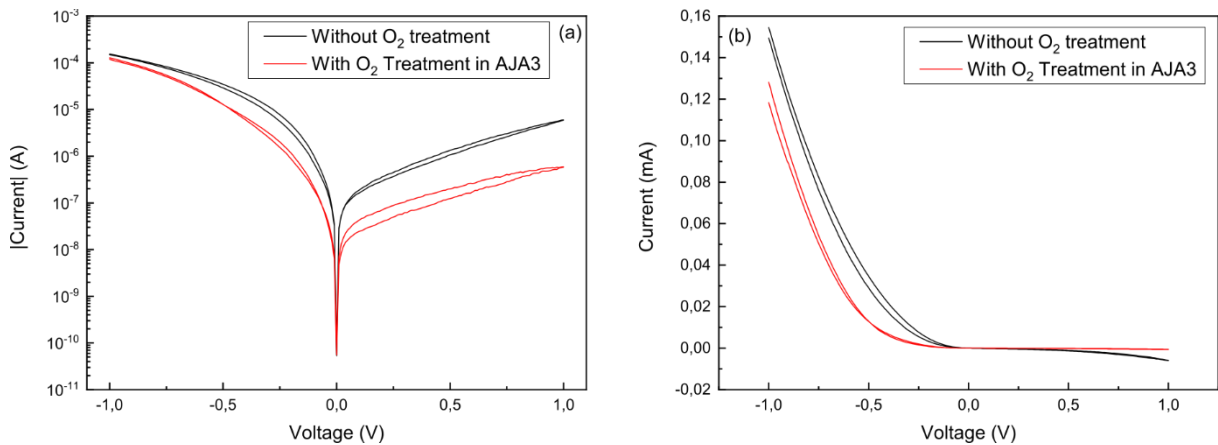 (a)
Without O₂ treatment
With O₂ Treatment in AJA3
10⁻³
10⁻⁴
10⁻⁵
10⁻⁶
10⁻⁷
10⁻⁸
10⁻⁹
10⁻¹⁰
10⁻¹¹
|Current| (A)
-1,0 -0,5 0,0 0,5 1,0
Voltage (V)
(b)
Without O₂ treatment
With O₂ Treatment in AJA3
0,16
0,14
0,12
0,10
0,08
0,06
0,04
0,02
0,00
-0,02
Current (mA)
-1,0 -0,5 0,0 0,5 1,0
Voltage (V)